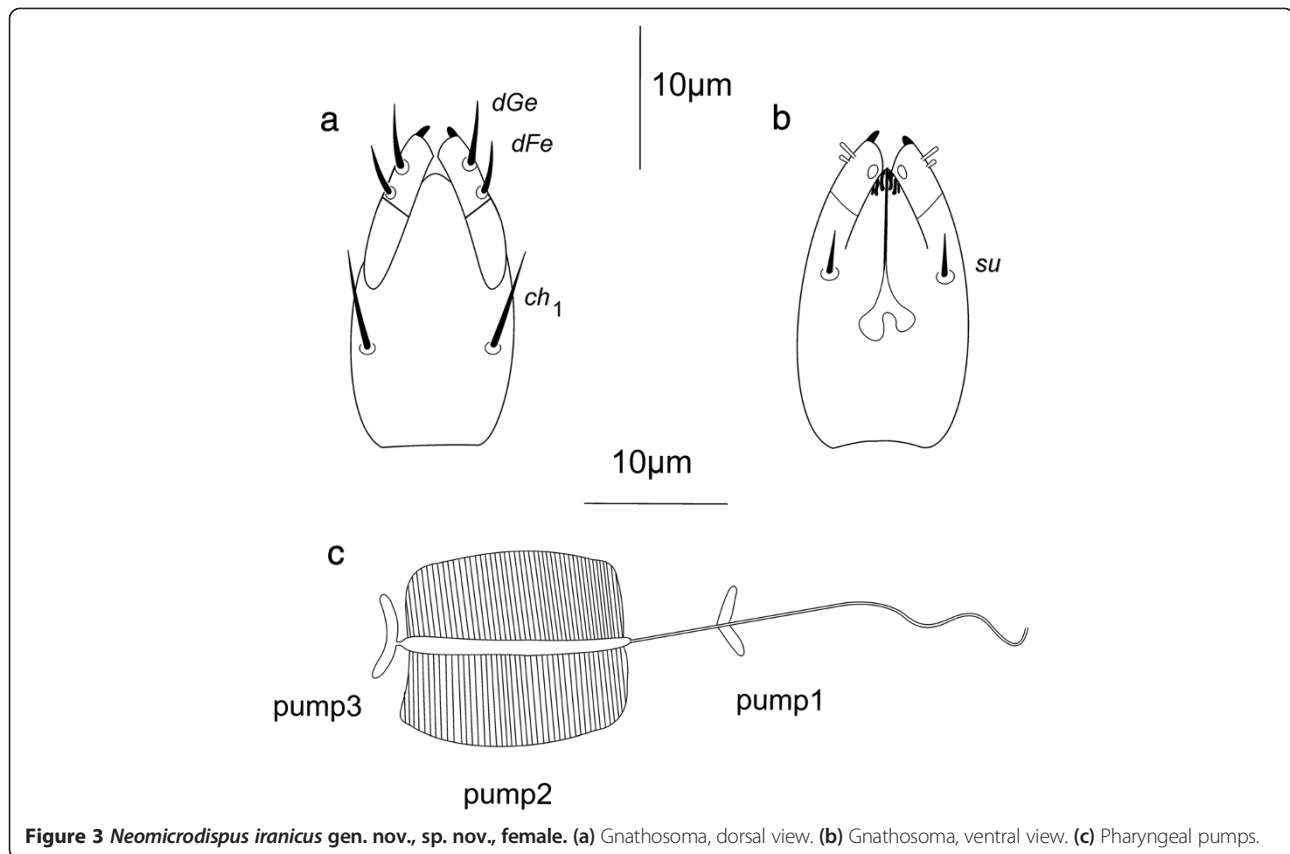 10µm
a
dGe
dFe
ch1
b
su
10µm
c
pump3
pump2
pump1
Figure 3 Neomicrodispus iranicus gen. nov., sp. nov., female. (a) Gnathosoma, dorsal view. (b) Gnathosoma, ventral view. (c) Pharyngeal pumps.